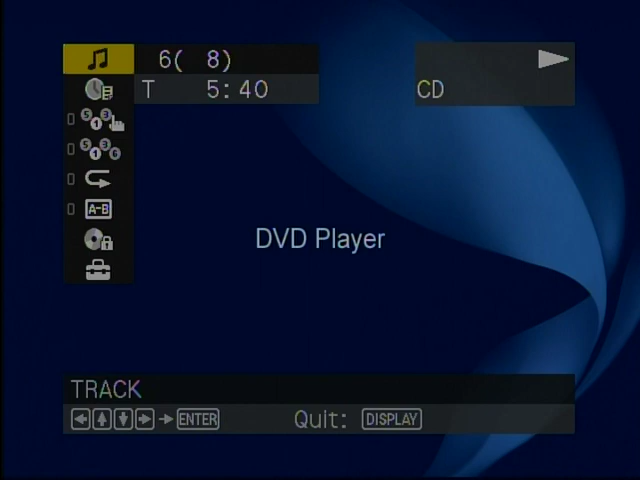 6( 8)
T 5:40
CD
A-B
DVD Player
TRACK
ENTER Quit: DISPLAY